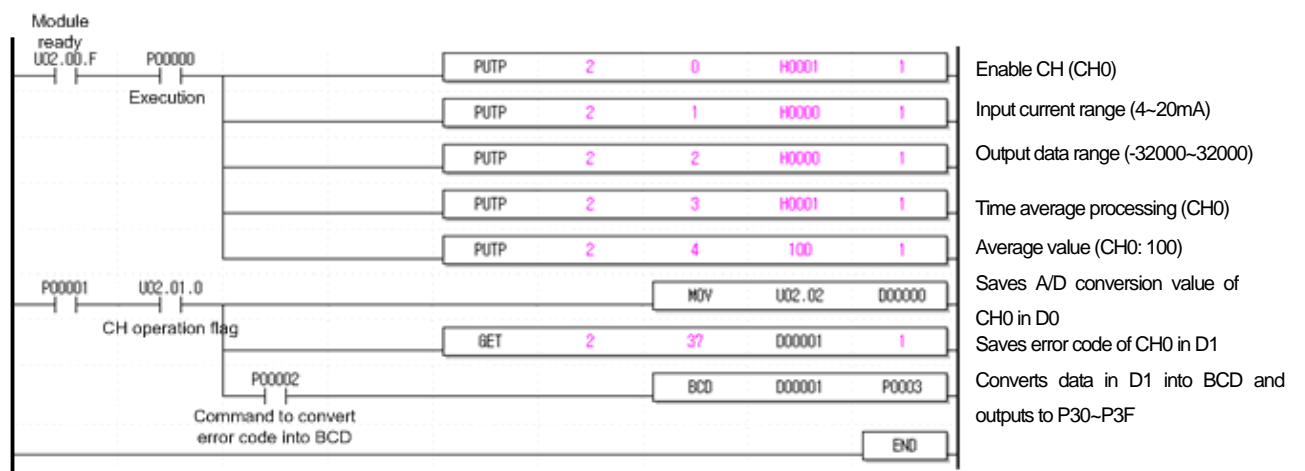 Module
ready
U02.00.F P00000
PUTP 2 0 H0001 1 Enable CH (CH0)
Execution
PUTP 2 1 H0000 1 Input current range (4~20mA)
PUTP 2 2 H0000 1 Output data range (-32000~32000)
PUTP 2 3 H0001 1 Time average processing (CH0)
PUTP 2 4 100 1 Average value (CH0: 100)
P00001 U02.01.0 MOV U02.02 D00000 Saves A/D conversion value of
CH0 in D0
CH operation flag
GET 2 37 D00001 1 Saves error code of CH0 in D1
P00002 BCD D00001 P0003 Converts data in D1 into BCD and
outputs to P30~P3F
Command to convert
error code into BCD
END